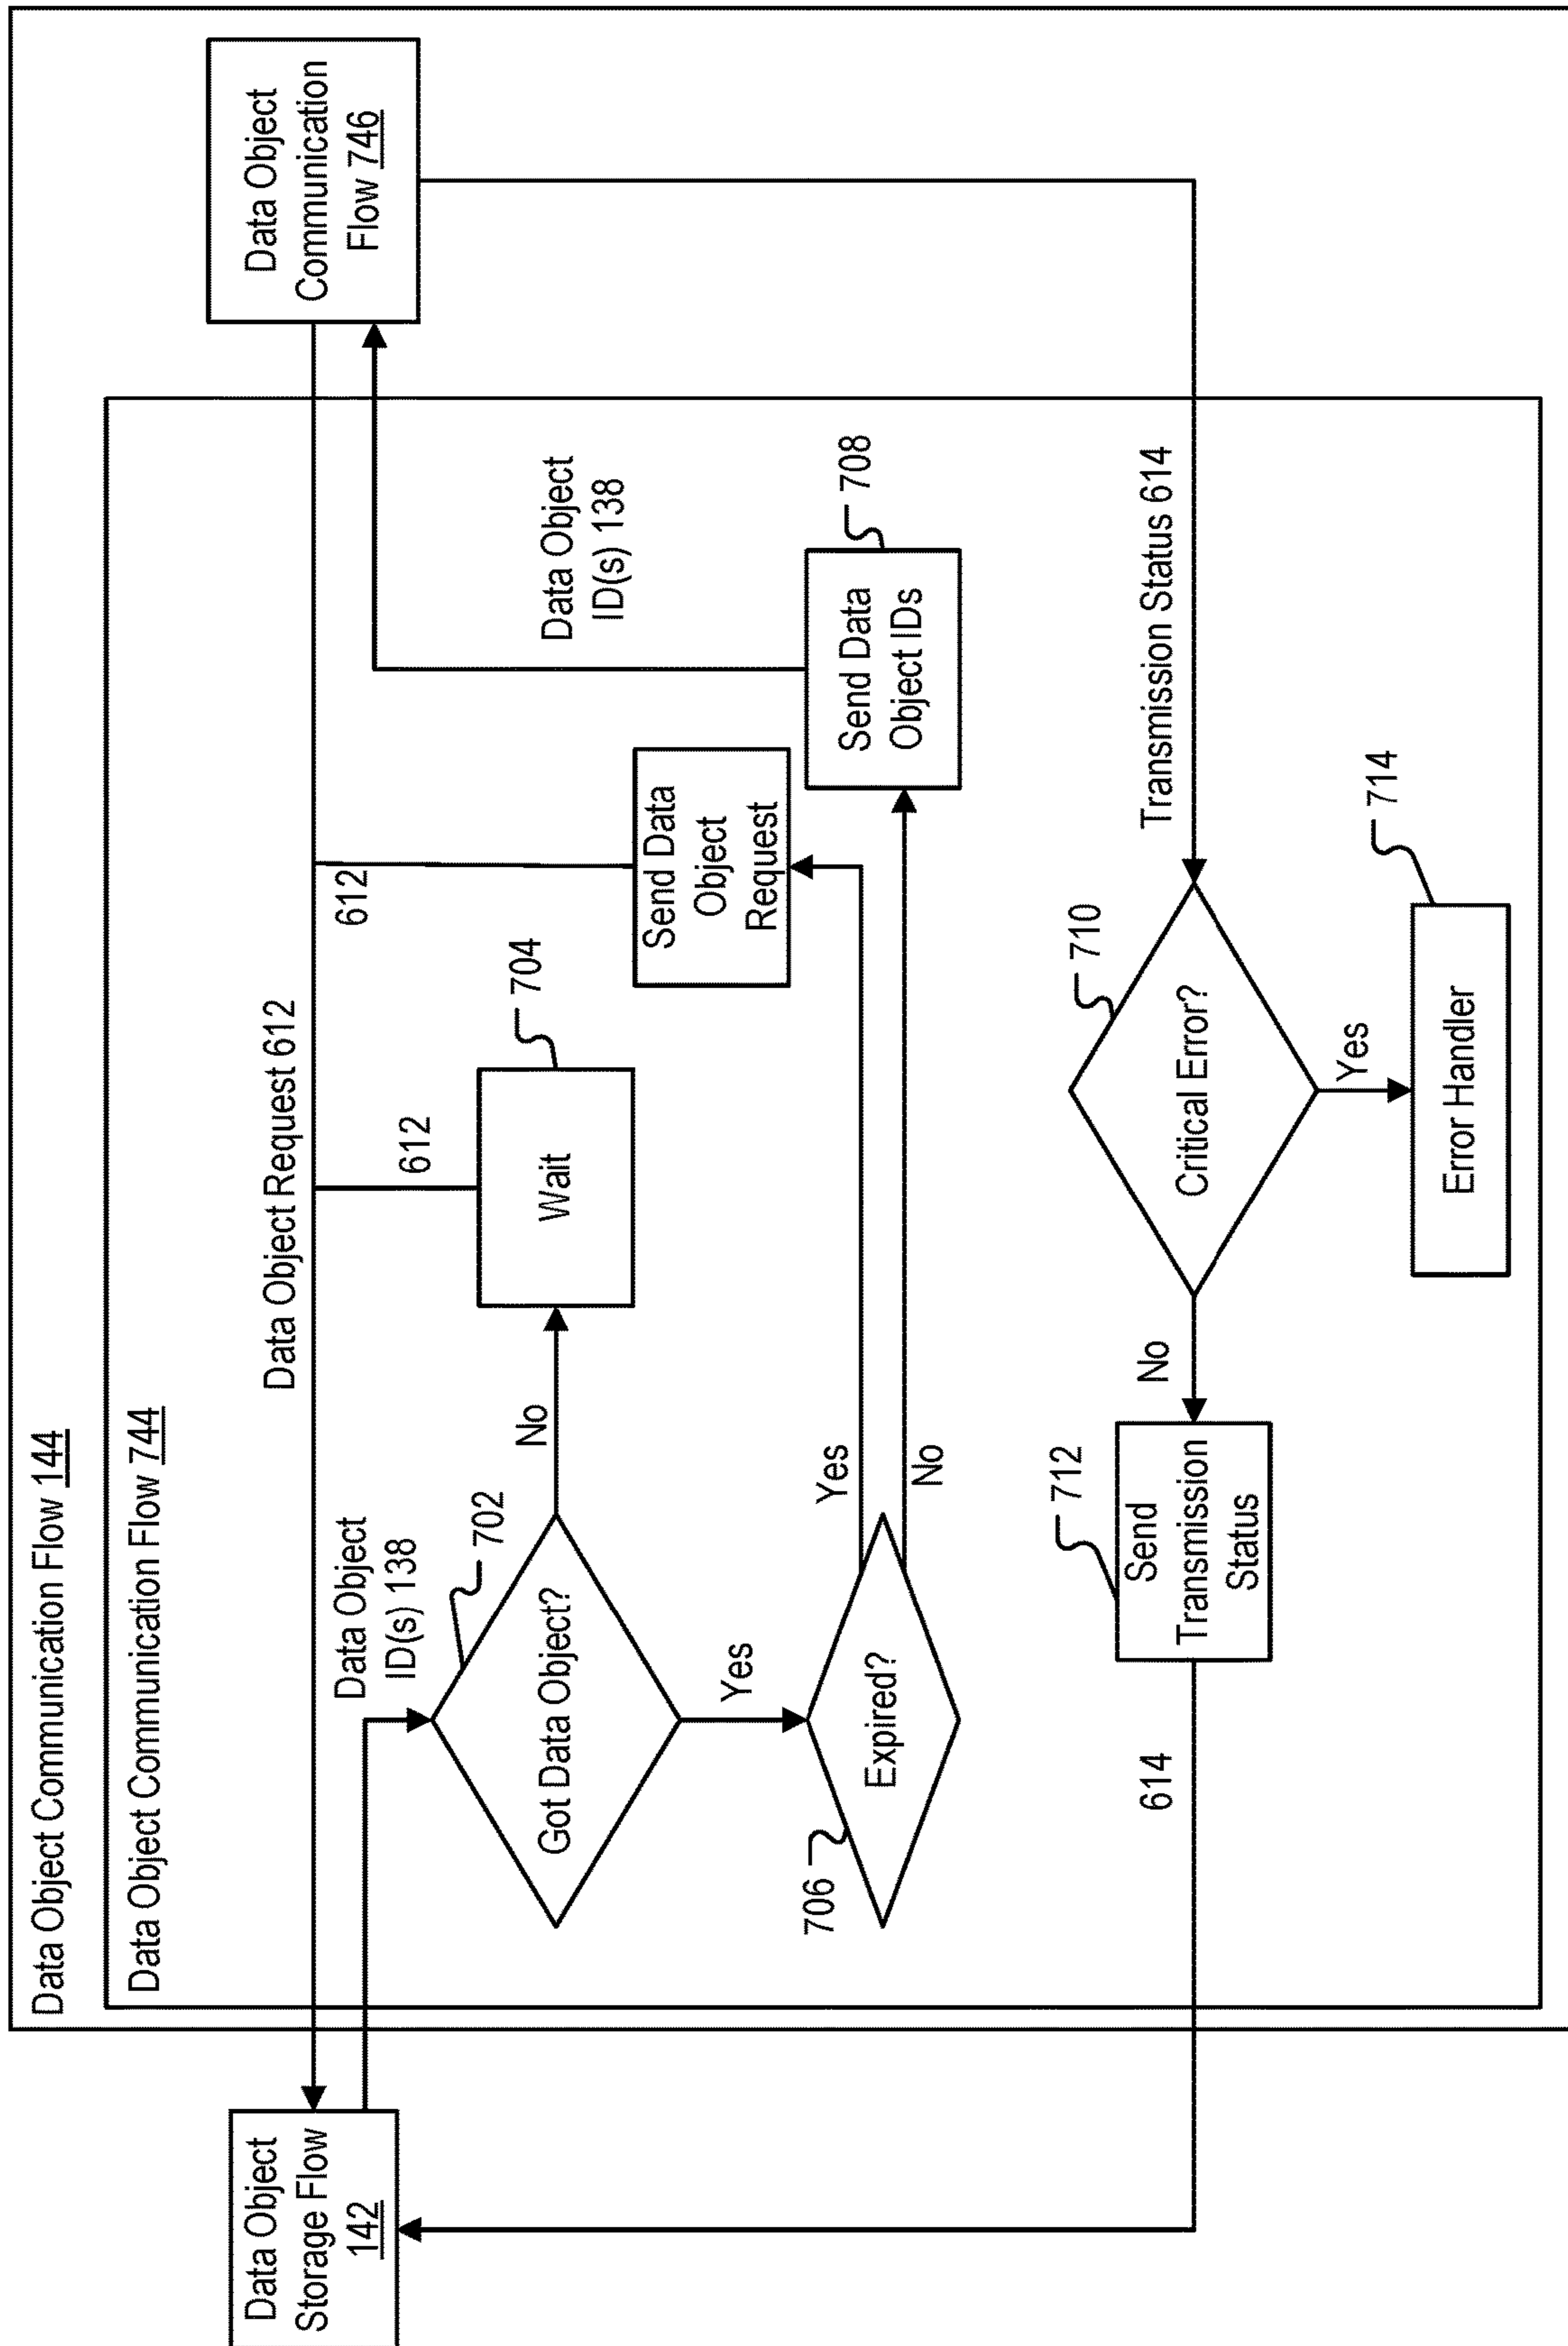 Data Object Communication Flow 144
Data Object Communication Flow 744
Data Object
Storage Flow
142
Data Object Request 612
Data Object
Communication
Flow 746
Data Object
ID(s) 138
702
Got Data Object?
No
704
Wait
612
612
Send Data
Object
Request
Data Object
ID(s) 138
Yes
706
Expired?
Yes
No
708
Send Data
Object IDs
614
712
Send
Transmission
Status
No
710
Critical Error?
Transmission Status 614
Yes
714
Error Handler